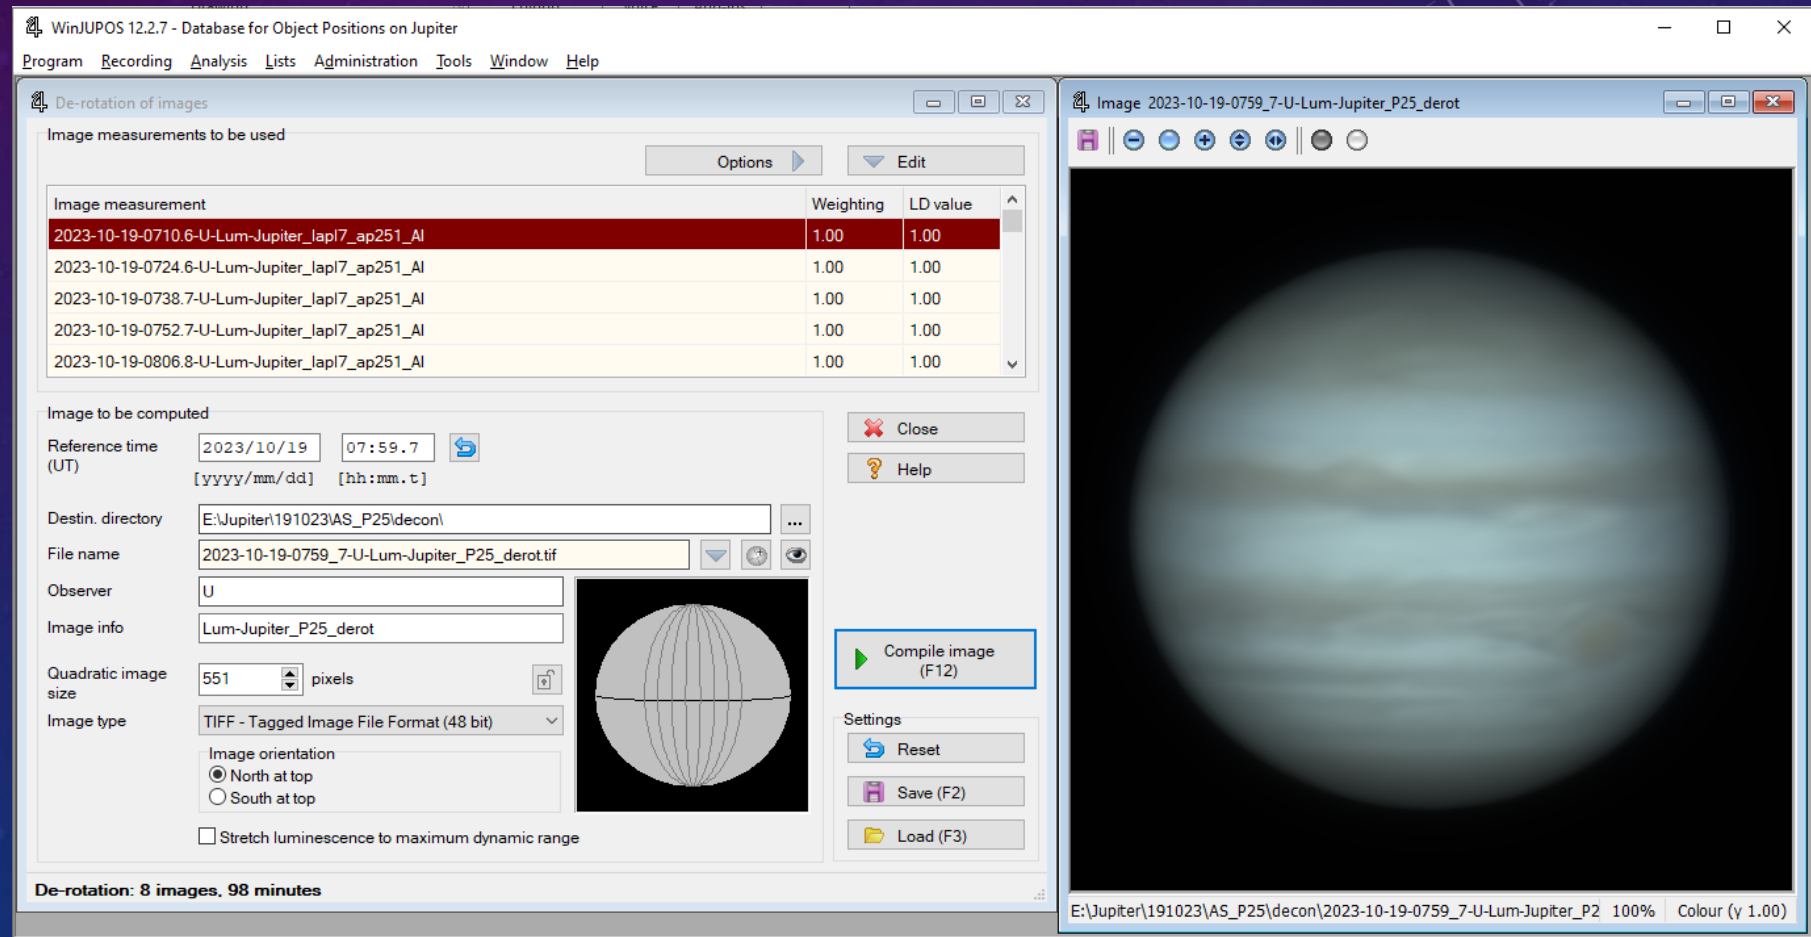 WinJUPOS 12.2.7 - Database for Object Positions on Jupiter
Program Recording Analysis Lists Administration Tools Window Help
De-rotation of images
Image measurements to be used
Options Edit
Image measurement Weighting LD value
2023-10-19-0710.6-U-Lum-Jupiter_lapl7_ap251_AI 1.00 1.00
2023-10-19-0724.6-U-Lum-Jupiter_lapl7_ap251_AI 1.00 1.00
2023-10-19-0738.7-U-Lum-Jupiter_lapl7_ap251_AI 1.00 1.00
2023-10-19-0752.7-U-Lum-Jupiter_lapl7_ap251_AI 1.00 1.00
2023-10-19-0806.8-U-Lum-Jupiter_lapl7_ap251_AI 1.00 1.00
Image to be computed
Reference time (UT) 2023/10/19 07:59.7
[yyyy/mm/dd] [hh:mm.t]
Destin. directory E:\Jupiter\191023\AS_P25\decon\ ...
File name 2023-10-19-0759_7-U-Lum-Jupiter_P25_derot.tif
Observer U
Image info Lum-Jupiter_P25_derot
Quadratic image size 551 pixels
Image type TIFF - Tagged Image File Format (48 bit)
Image orientation
North at top
South at top
Stretch luminescence to maximum dynamic range
Close
Help
Compile image
(F12)
Settings
Reset
Save (F2)
Load (F3)
De-rotation: 8 images, 98 minutes
Image 2023-10-19-0759_7-U-Lum-Jupiter_P25_derot
E:\Jupiter\191023\AS_P25\decon\2023-10-19-0759_7-U-Lum-Jupiter_P2 100% Colour (γ 1.00)